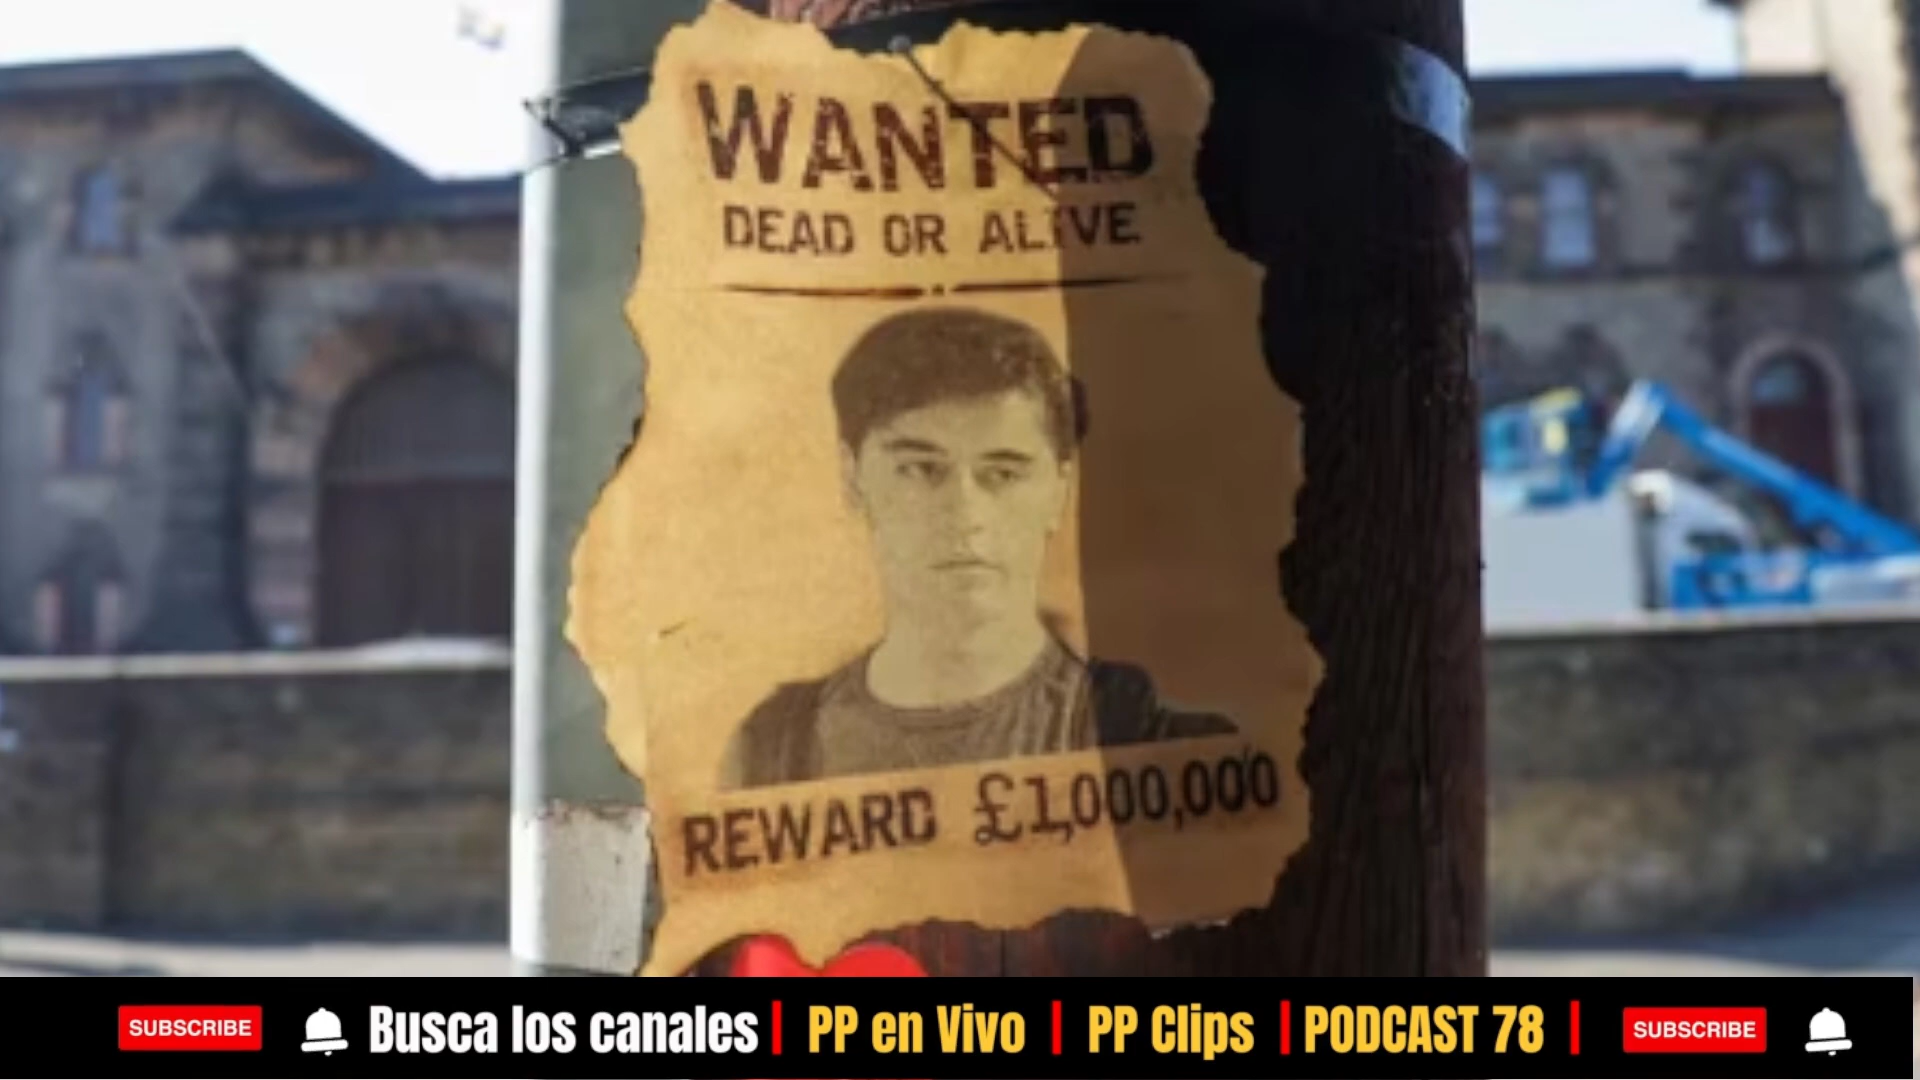 WANTED
DEAD OR ALIVE
REWARD £1,000,000
SUBSCRIBE Busca los canales | PP en Vivo | PP Clips | PODCAST 78 | SUBSCRIBE